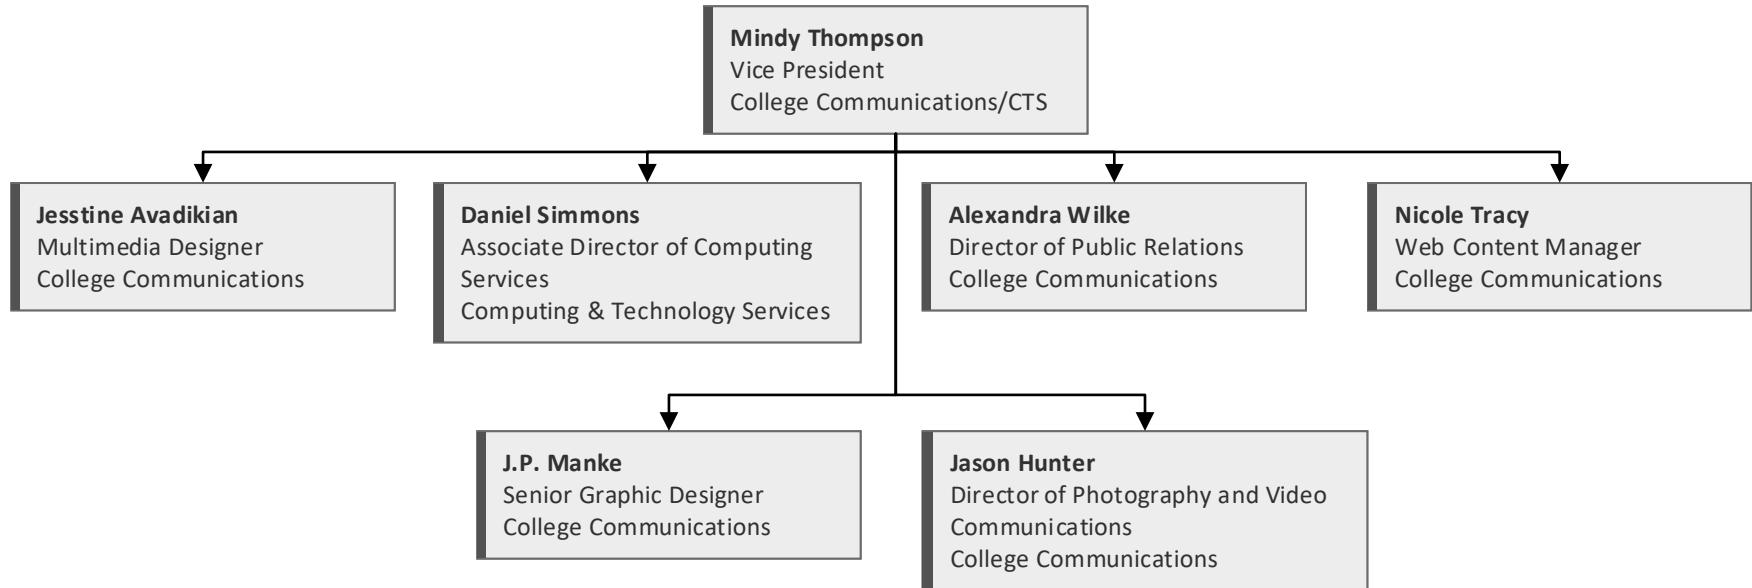 Mindy Thompson
Vice President
College Communications/CTS
Jesstine Avadikian
Multimedia Designer
College Communications
Daniel Simmons
Associate Director of Computing
Services
Computing & Technology Services
Alexandra Wilke
Director of Public Relations
College Communications
Nicole Tracy
Web Content Manager
College Communications
J.P. Manke
Senior Graphic Designer
College Communications
Jason Hunter
Director of Photography and Video
Communications
College Communications